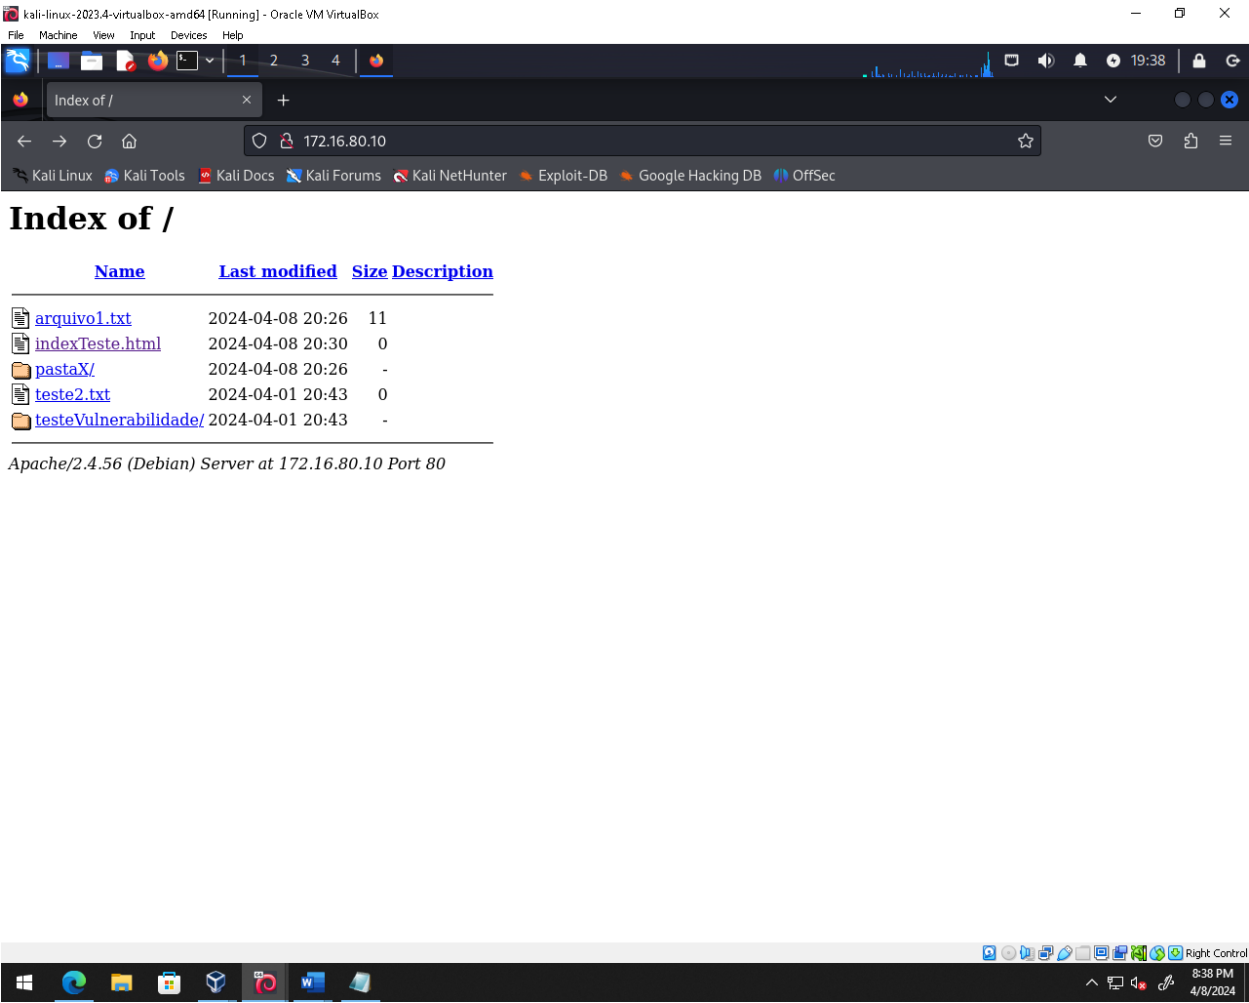 kali-linux-2023.4-virtualbox-amd64 [Running] - Oracle VM VirtualBox
File Machine View Input Devices Help
1 2 3 4 19:38
Index of /
172.16.80.10
Kali Linux Kali Tools Kali Docs Kali Forums Kali NetHunter Exploit-DB Google Hacking DB OffSec
Index of /
Name Last modified Size Description
arquivo1.txt 2024-04-08 20:26 11
indexTeste.html 2024-04-08 20:30 0
pastaX/ 2024-04-08 20:26 -
teste2.txt 2024-04-01 20:43 0
testeVulnerabilidade/ 2024-04-01 20:43 -
Apache/2.4.56 (Debian) Server at 172.16.80.10 Port 80
Right Control
8:38 PM
4/8/2024